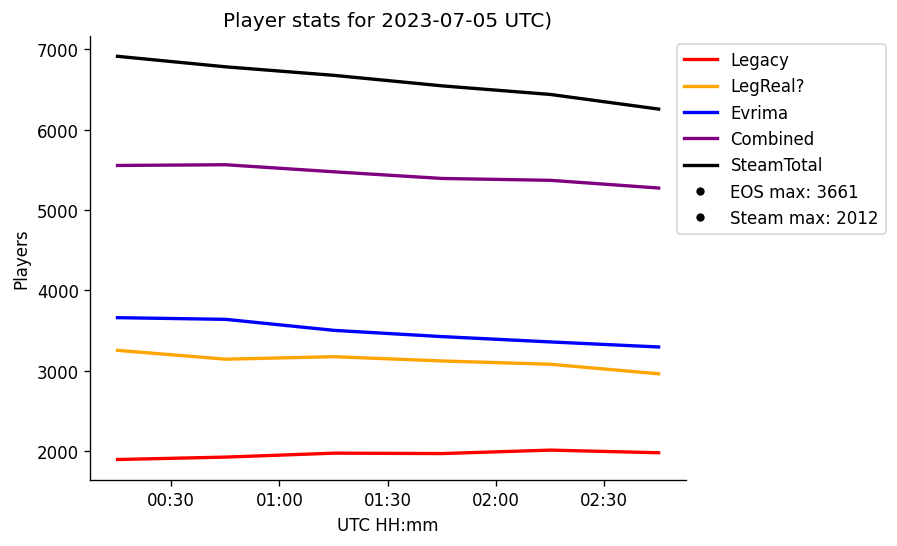 Player stats for 2023-07-05 UTC)
7000
6000
5000
4000
3000
2000
Players
00:30
01:00
01:30
02:00
02:30
UTC HH:mm
Legacy
LegReal?
Evrima
Combined
SteamTotal
EOS max: 3661
Steam max: 2012